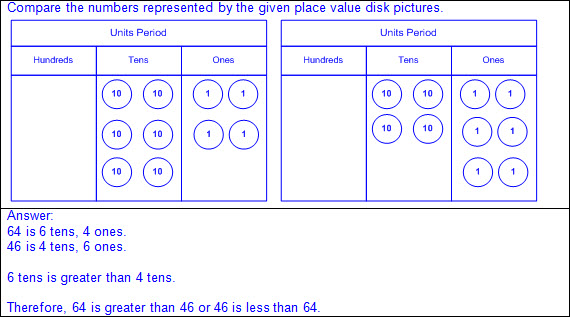 Compare the numbers represented by the given place value disk pictures.
Units Period
Hundreds Tens Ones
10 10 1 1
10 10 1 1
10 10
Units Period
Hundreds Tens Ones
10 10 1 1
10 10 1 1
1 1
Answer:
64 is 6 tens, 4 ones.
46 is 4 tens, 6 ones.
6 tens is greater than 4 tens.
Therefore, 64 is greater than 46 or 46 is less than 64.